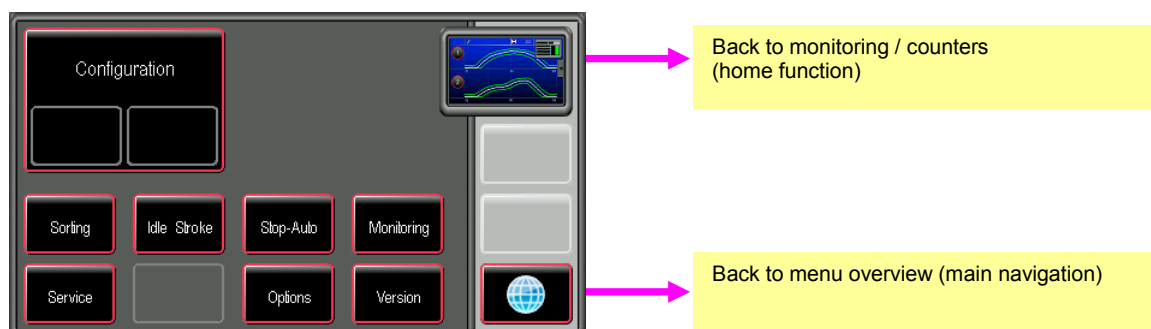 Configuration
Back to monitoring / counters
(home function)
Sorting
Idle Stroke
Stop-Auto
Monitoring
Service
Options
Version
Back to menu overview (main navigation)